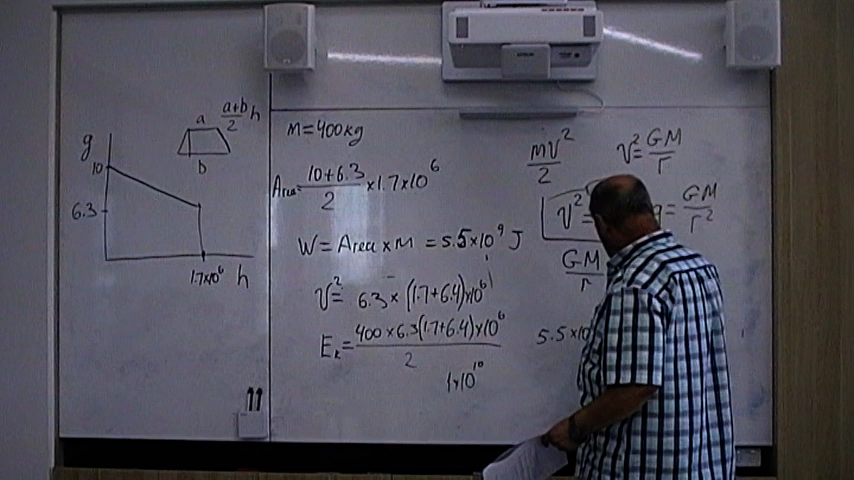 g
10
6.3
1.7x10⁶ h
a
b
a+b/2 h
m=400kg
Area= 10+6.3/2 x1.7x10⁶
W = Area x M = 5.5x10⁹ J
V²= 6.3 x (1.7+6.4)x10⁶
Eₖ= 400 x 6.3(1.7+6.4)x10⁶/2
1x10¹⁰
mv²/2
V²= GM/r
V²=
g = GM/r²
GM/r
5.5x10
EPSON